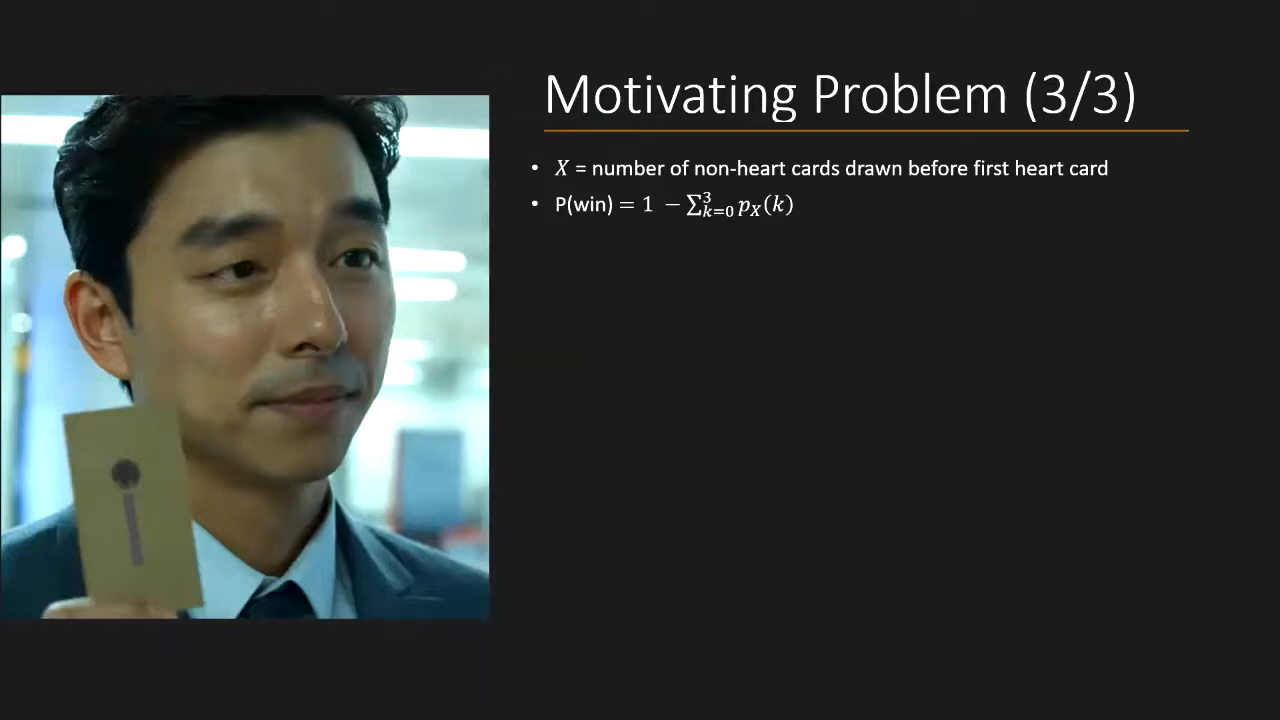 Motivating Problem (3/3)
• 𝑋 = number of non-heart cards drawn before first heart card
• P(win) = 1 − ∑³ₖ₌₀ 𝑝_𝑋(𝑘)